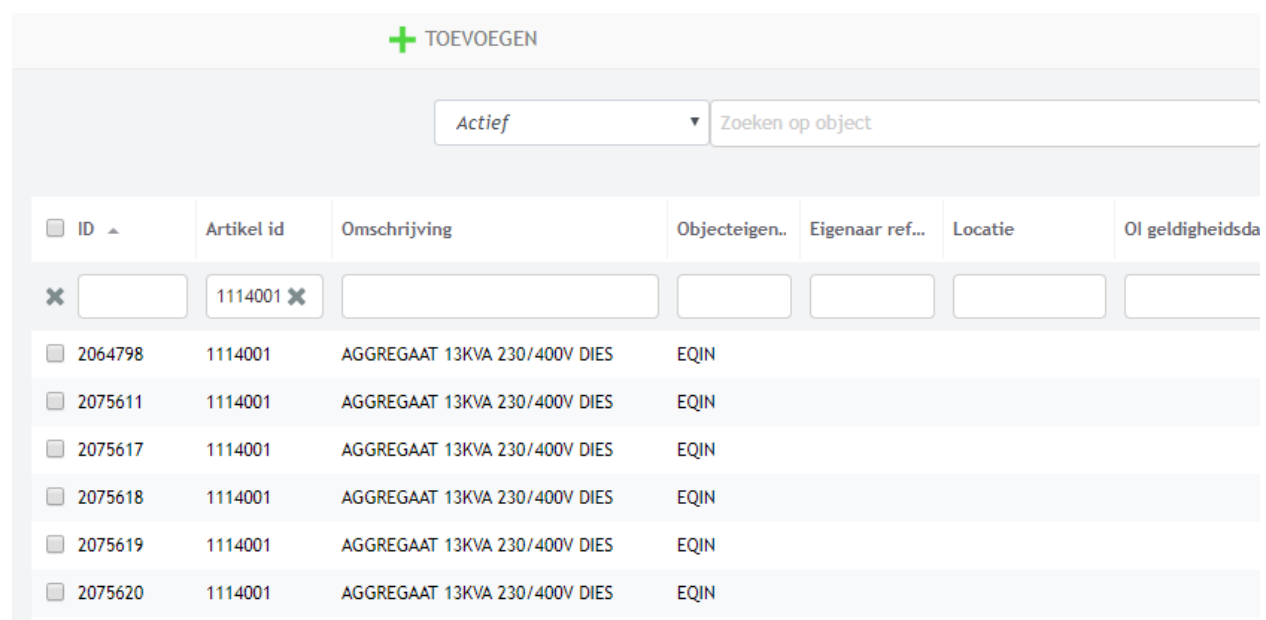 TOEVOEGEN
Actief Zoeken op object
ID Artikel id Omschrijving Objecteigen.. Eigenaar ref... Locatie OI geldigheidsda
1114001
2064798 1114001 AGGREGAAT 13KVA 230/400V DIES EQIN
2075611 1114001 AGGREGAAT 13KVA 230/400V DIES EQIN
2075617 1114001 AGGREGAAT 13KVA 230/400V DIES EQIN
2075618 1114001 AGGREGAAT 13KVA 230/400V DIES EQIN
2075619 1114001 AGGREGAAT 13KVA 230/400V DIES EQIN
2075620 1114001 AGGREGAAT 13KVA 230/400V DIES EQIN